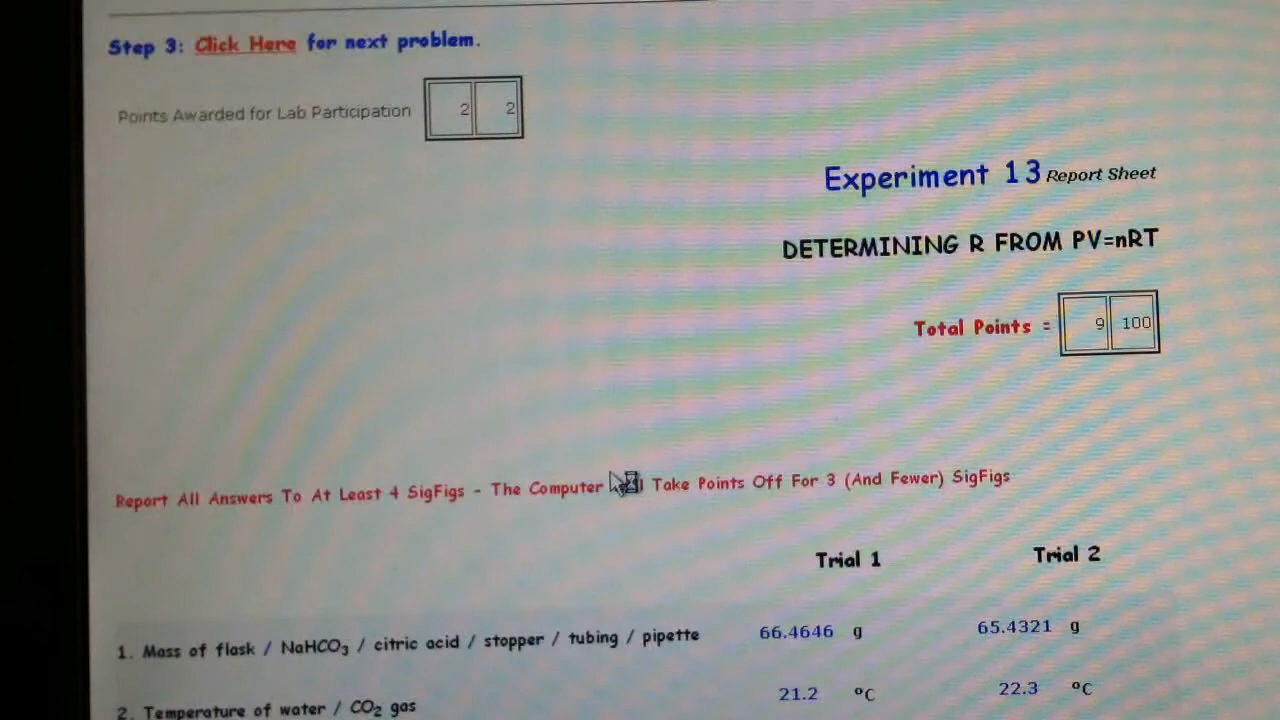 Step 3: Click Here for next problem.
Points Awarded for Lab Participation 2 2
Experiment 13 Report Sheet
DETERMINING R FROM PV=nRT
Total Points = 9 100
Report All Answers To At Least 4 SigFigs - The Computer Take Points Off For 3 (And Fewer) SigFigs
Trial 1 Trial 2
1. Mass of flask / NaHCO₃ / citric acid / stopper / tubing / pipette 66.4646 g 65.4321 g
2. Temperature of water / CO₂ gas 21.2 ºC 22.3 ºC